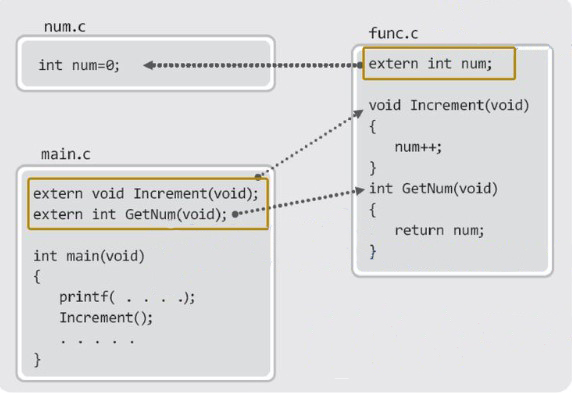 num.c
int num=0;
main.c
extern void Increment(void);
extern int GetNum(void);
int main(void)
{
printf( . . . .);
Increment();
. . . . .
}
func.c
extern int num;
void Increment(void)
{
num++;
}
int GetNum(void)
{
return num;
}